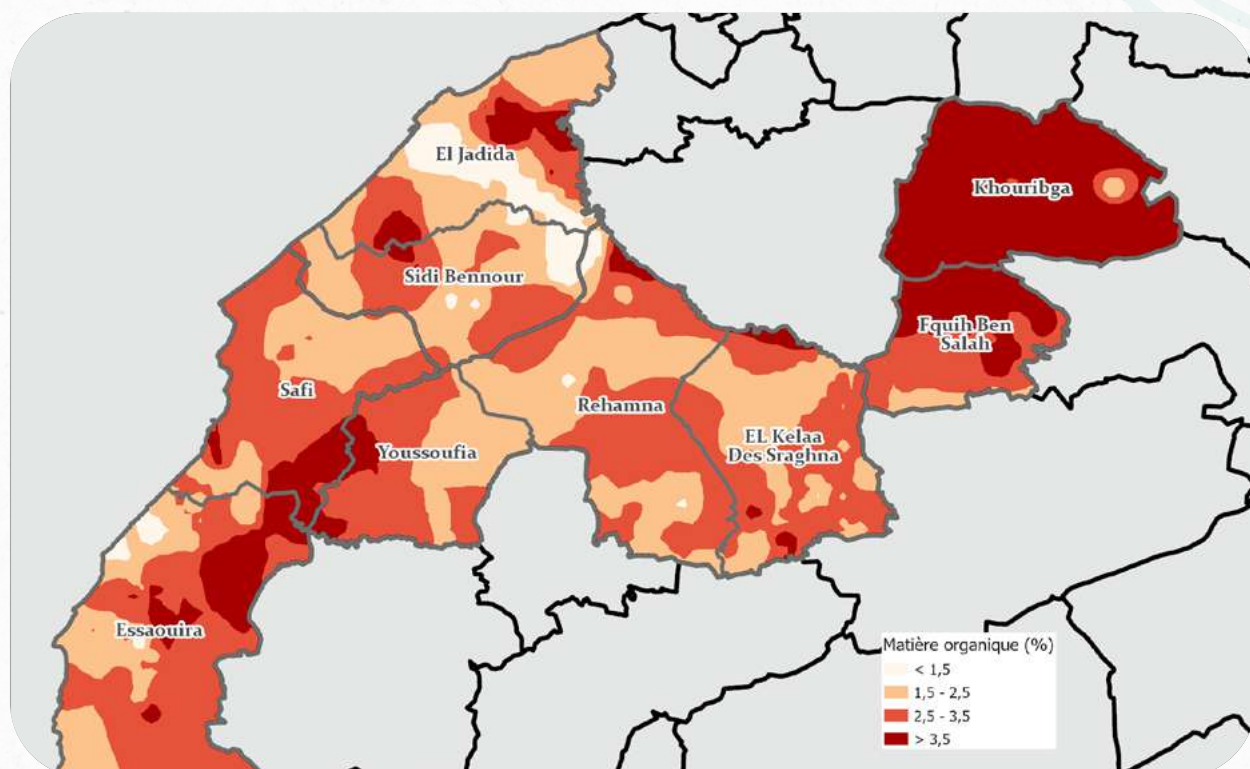 El Jadida
Khouribga
Sidi Bennour
Fquih Ben
Salah
Safi
Rehamna
EL Kelaa
Des Sraghna
Youssoufia
Essaouira
Matière organique (%)
< 1,5
1,5 - 2,5
2,5 - 3,5
> 3,5